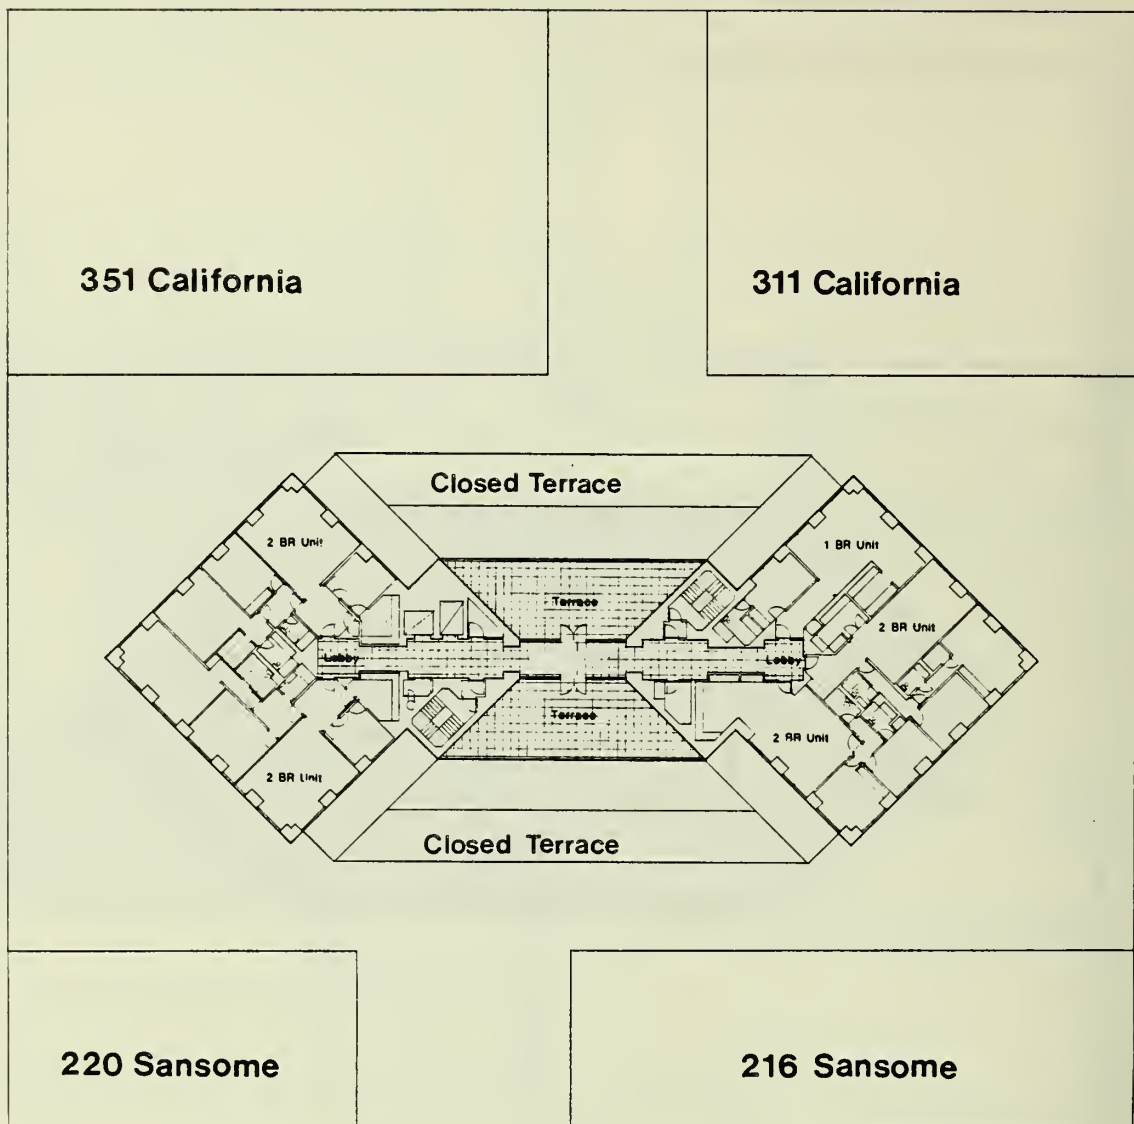 351 California
311 California
Closed Terrace
2 BR Unit
1 BR Unit
Terrace
2 BR Unit
Lobby
Lobby
Terrace
2 BR Unit
2 BR Unit
Closed Terrace
220 Sansome
216 Sansome